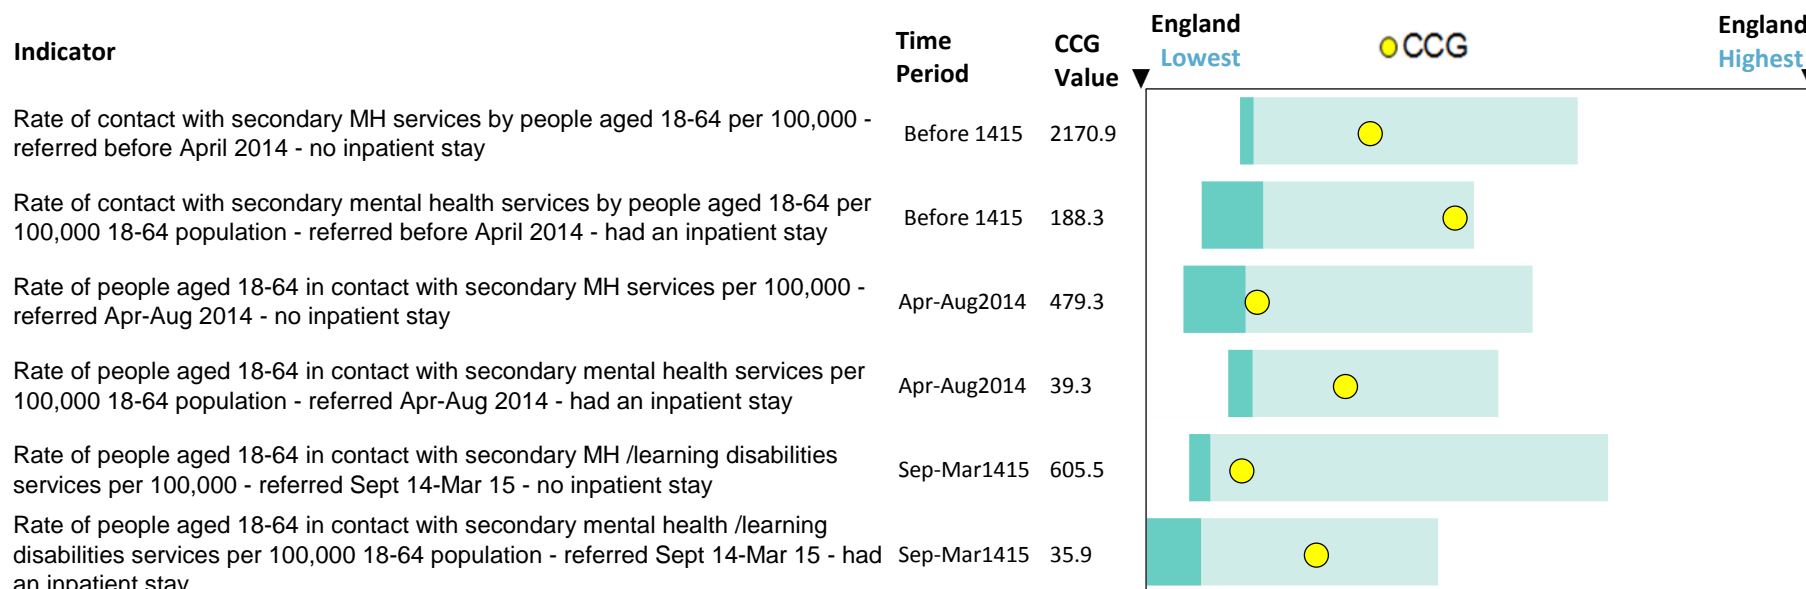 Indicator
Time
Period
CCG
Value
England
Lowest
CCG
England
Highest
Rate of contact with secondary MH services by people aged 18-64 per 100,000 -
referred before April 2014 - no inpatient stay
Before 1415
2170.9
Rate of contact with secondary mental health services by people aged 18-64 per
100,000 18-64 population - referred before April 2014 - had an inpatient stay
Before 1415
188.3
Rate of people aged 18-64 in contact with secondary MH services per 100,000 -
referred Apr-Aug 2014 - no inpatient stay
Apr-Aug2014
479.3
Rate of people aged 18-64 in contact with secondary mental health services per
100,000 18-64 population - referred Apr-Aug 2014 - had an inpatient stay
Apr-Aug2014
39.3
Rate of people aged 18-64 in contact with secondary MH /learning disabilities
services per 100,000 - referred Sept 14-Mar 15 - no inpatient stay
Sep-Mar1415
605.5
Rate of people aged 18-64 in contact with secondary mental health /learning
disabilities services per 100,000 18-64 population - referred Sept 14-Mar 15 - had
an inpatient stay
Sep-Mar1415
35.9